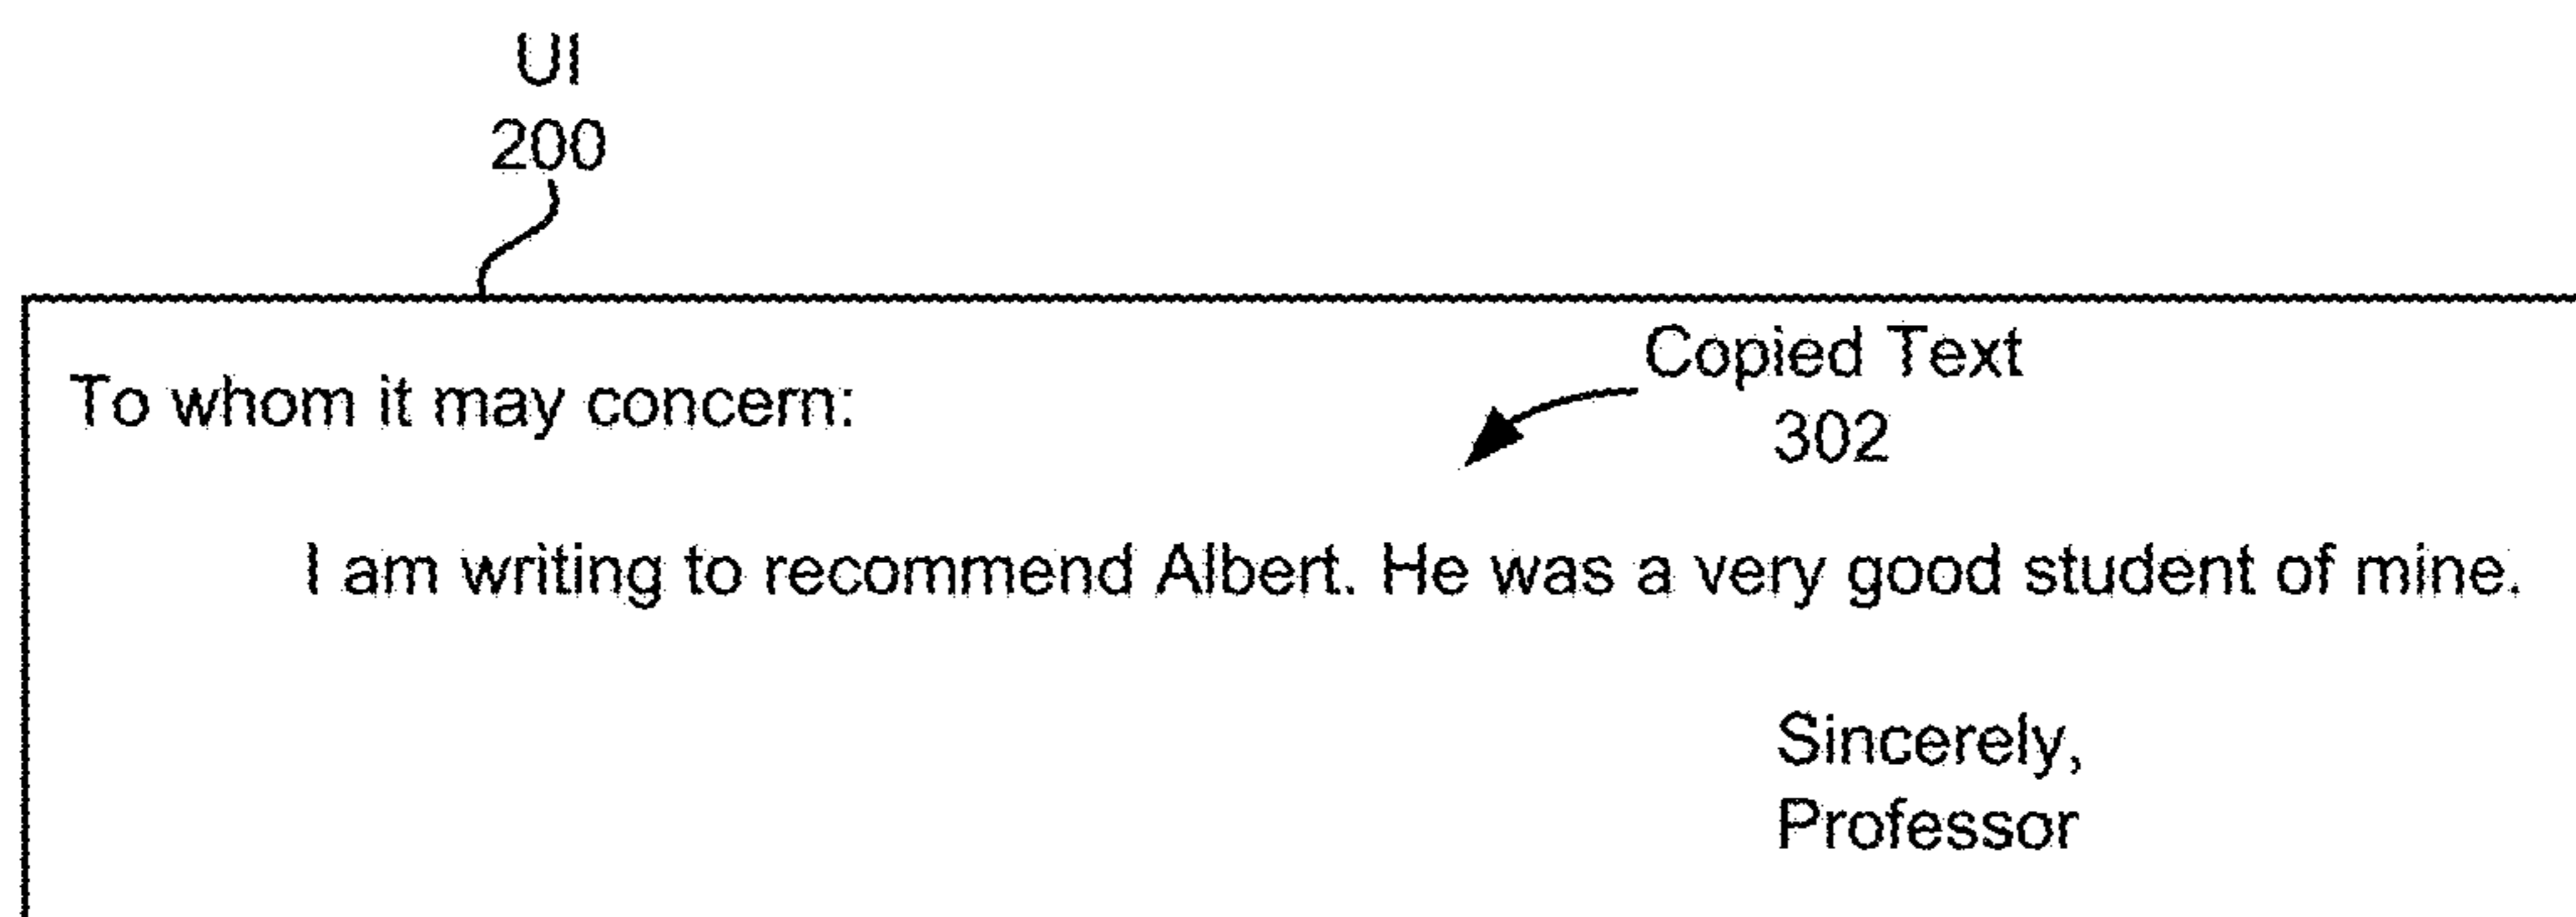 UI
200
Copied Text
302
To whom it may concern:
I am writing to recommend Albert. He was a very good student of mine.
Sincerely,
Professor